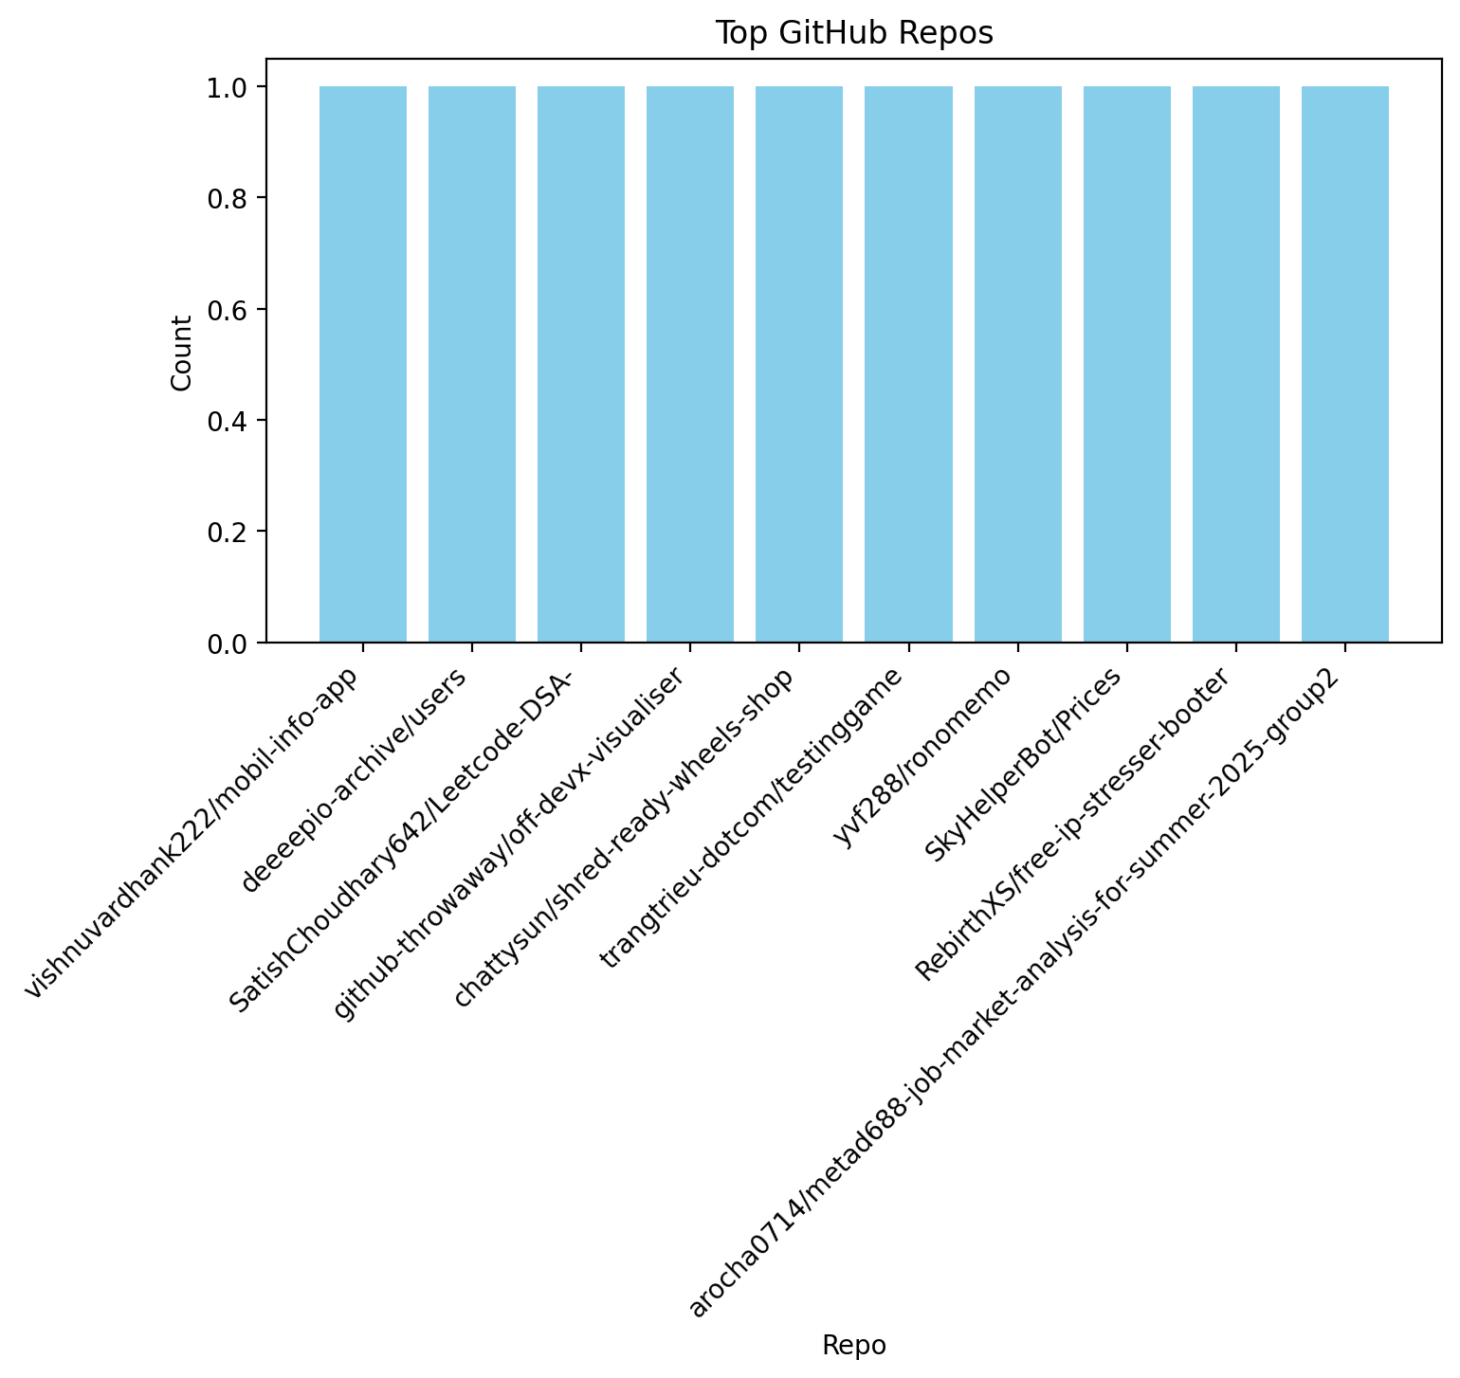 Top GitHub Repos
Count
1.0
0.8
0.6
0.4
0.2
0.0
vishnuvardhank222/mobil-info-app
deeeepio-archive/users
SatishChoudhary642/Leetcode-DSA-
github-throwaway/off-devx-visualiser
chattysun/shred-ready-wheels-shop
trangtrieu-dotcom/testinggame
yvf288/ronomemo
SkyHelperBot/Prices
RebirthXS/free-ip-stresser-booter
arocha0714/metad688-job-market-analysis-for-summer-2025-group2
Repo